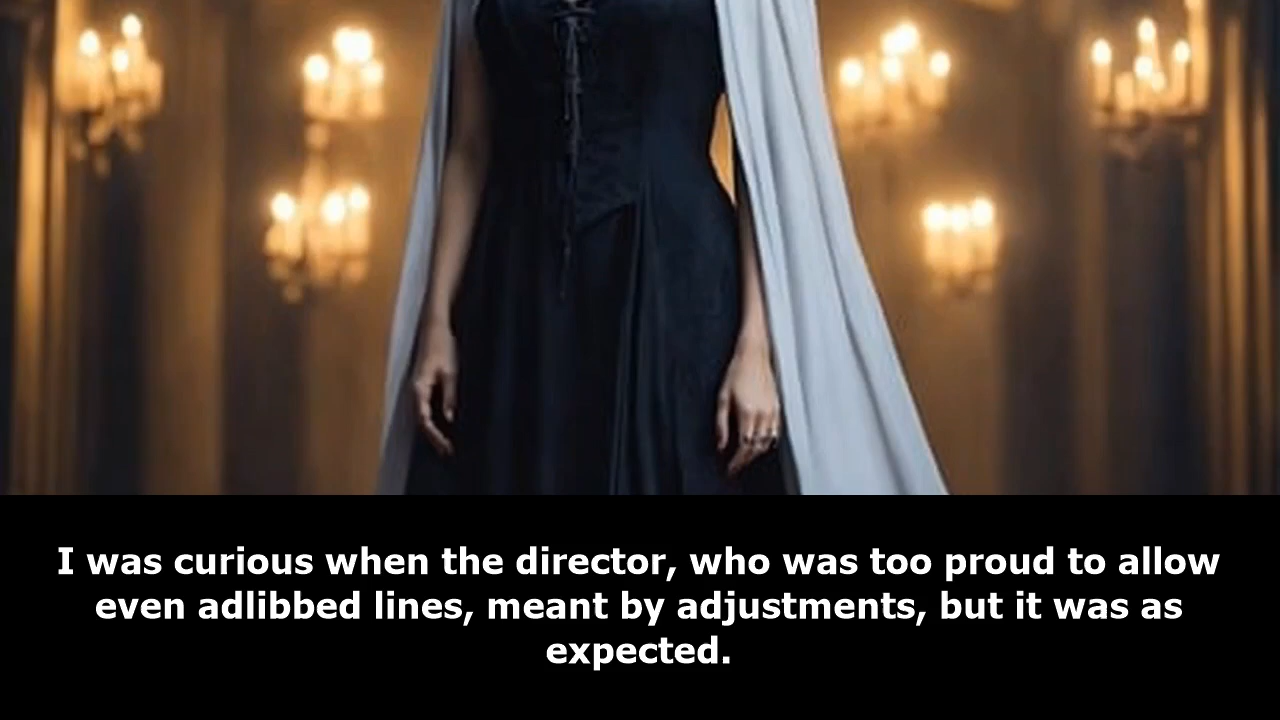 I was curious when the director, who was too proud to allow
even adlibbed lines, meant by adjustments, but it was as
expected.